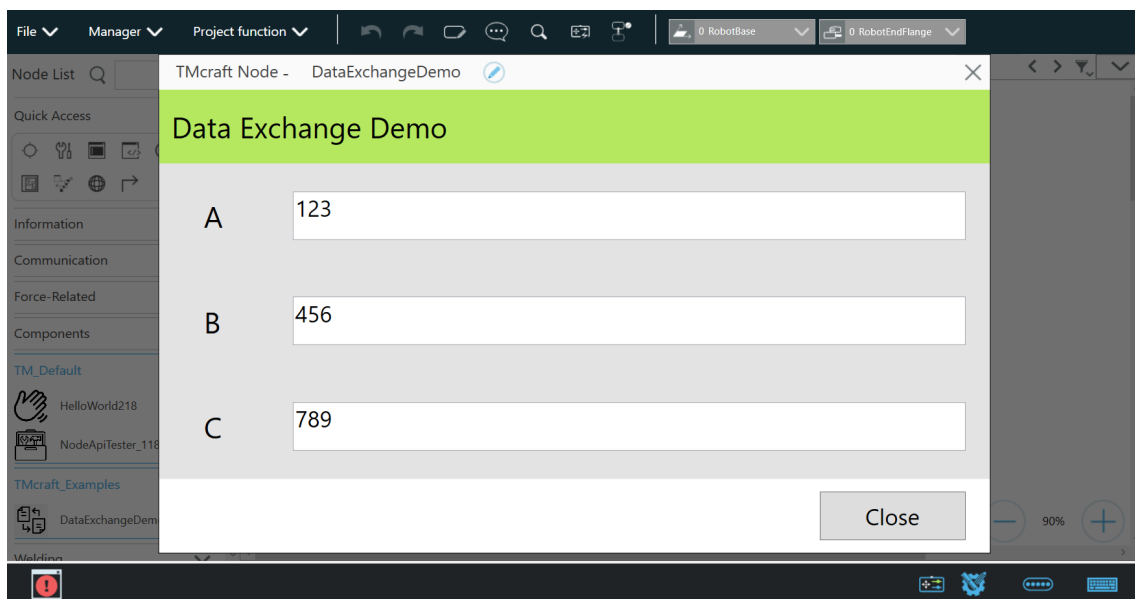 File Manager Project function 0 RobotBase 0 RobotEndFlange
Node List
TMcraft Node - DataExchangeDemo
Quick Access
Data Exchange Demo
A 123
Information
Communication
Force-Related
B 456
Components
TM_Default
HelloWorld218
C 789
NodeApiTester_118
TMcraft_Examples
DataExchangeDem
Close
90%
Welding